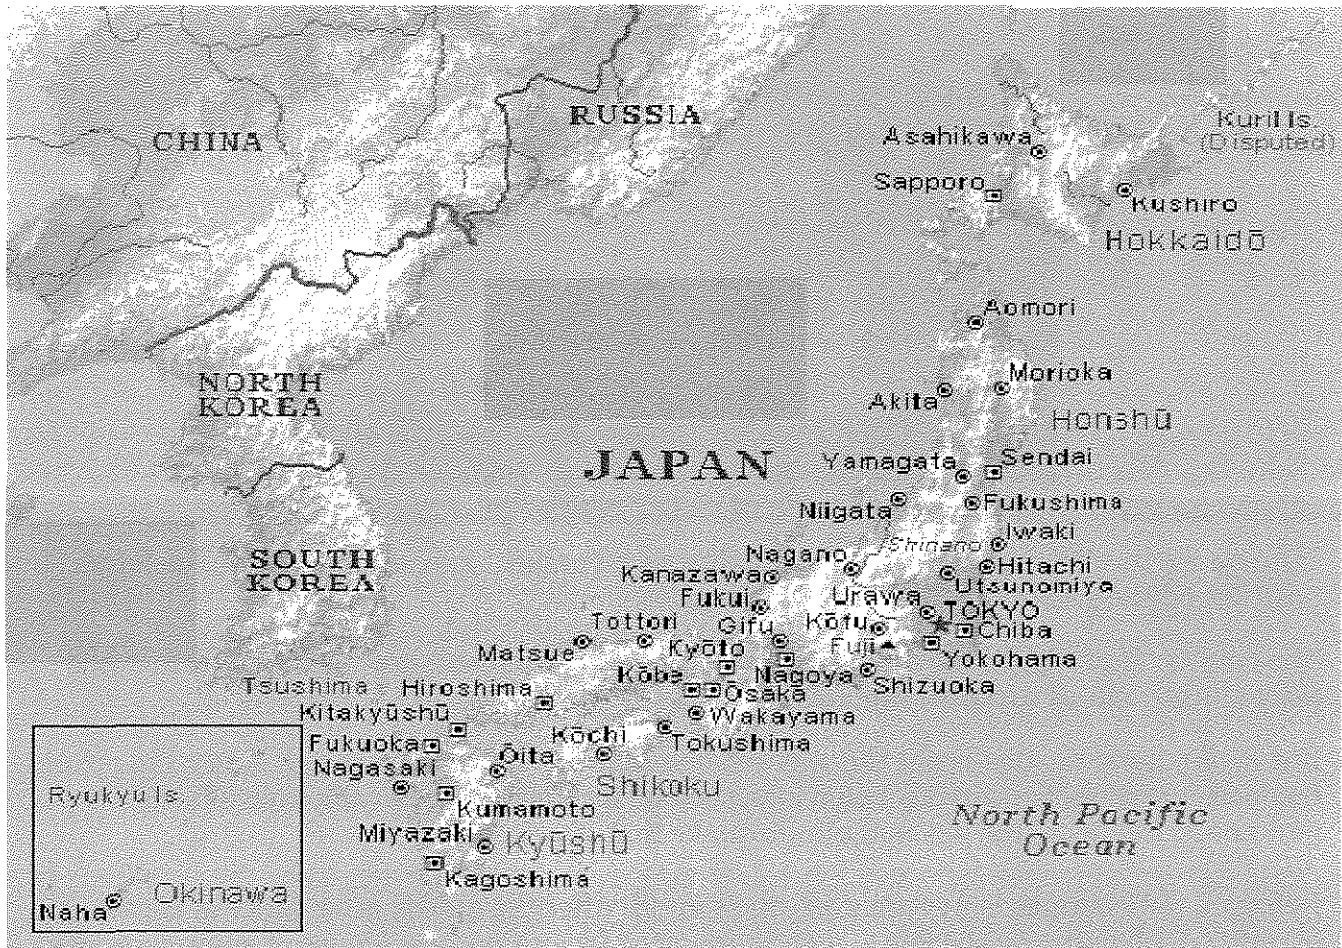 RUSSIA
CHINA
Kuril Is
(Disputed)
Asahikawa
Sapporo
Kushiro
Hokkaidō
Aomori
NORTH
KOREA
Morioka
Akita
Honshū
JAPAN
Yamagata
Sendai
Niigata
Fukushima
Iwaki
Shinano
SOUTH
KOREA
Nagano
Hitachi
Kanazawa
Utsunomiya
Fukui
Urawa
TOKYO
Tottori
Gifu
Kōfu
Chiba
Matsue
Kyōto
Fuji
Yokohama
Kōbe
Nagoya
Shizuoka
Tsushima
Hiroshima
Ōsaka
Kitakyūshū
Wakayama
Fukuoka
Kōchi
Tokushima
Nagasaki
Ōita
Shikoku
Ryukyu Is
Kumamoto
North Pacific
Ocean
Miyazaki
Kyūshū
Kagoshima
Okinawa
Naha